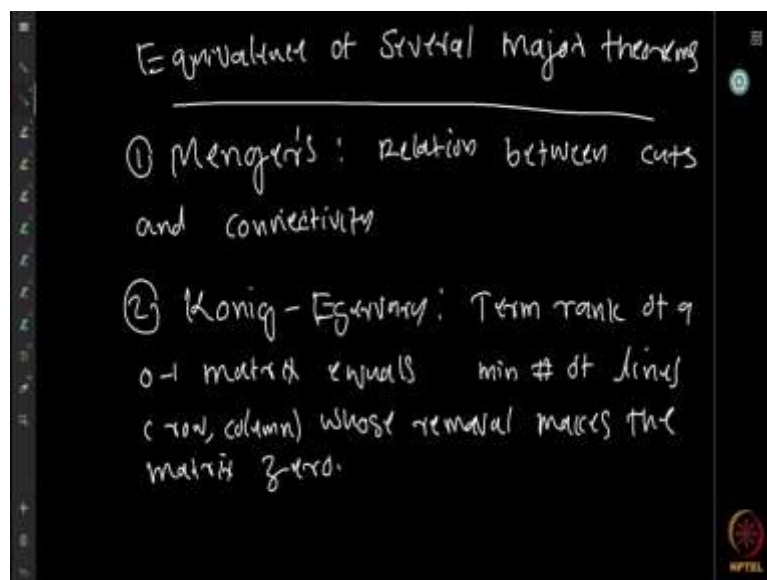 Equivalence of Several Major theorems
① Menger's : Relation between cuts
and connectivity
② Konig - Egervary : Term rank of a
0-1 matrix equals min # of lines
(row, column) whose removal makes the
matrix zero.
NPTEL